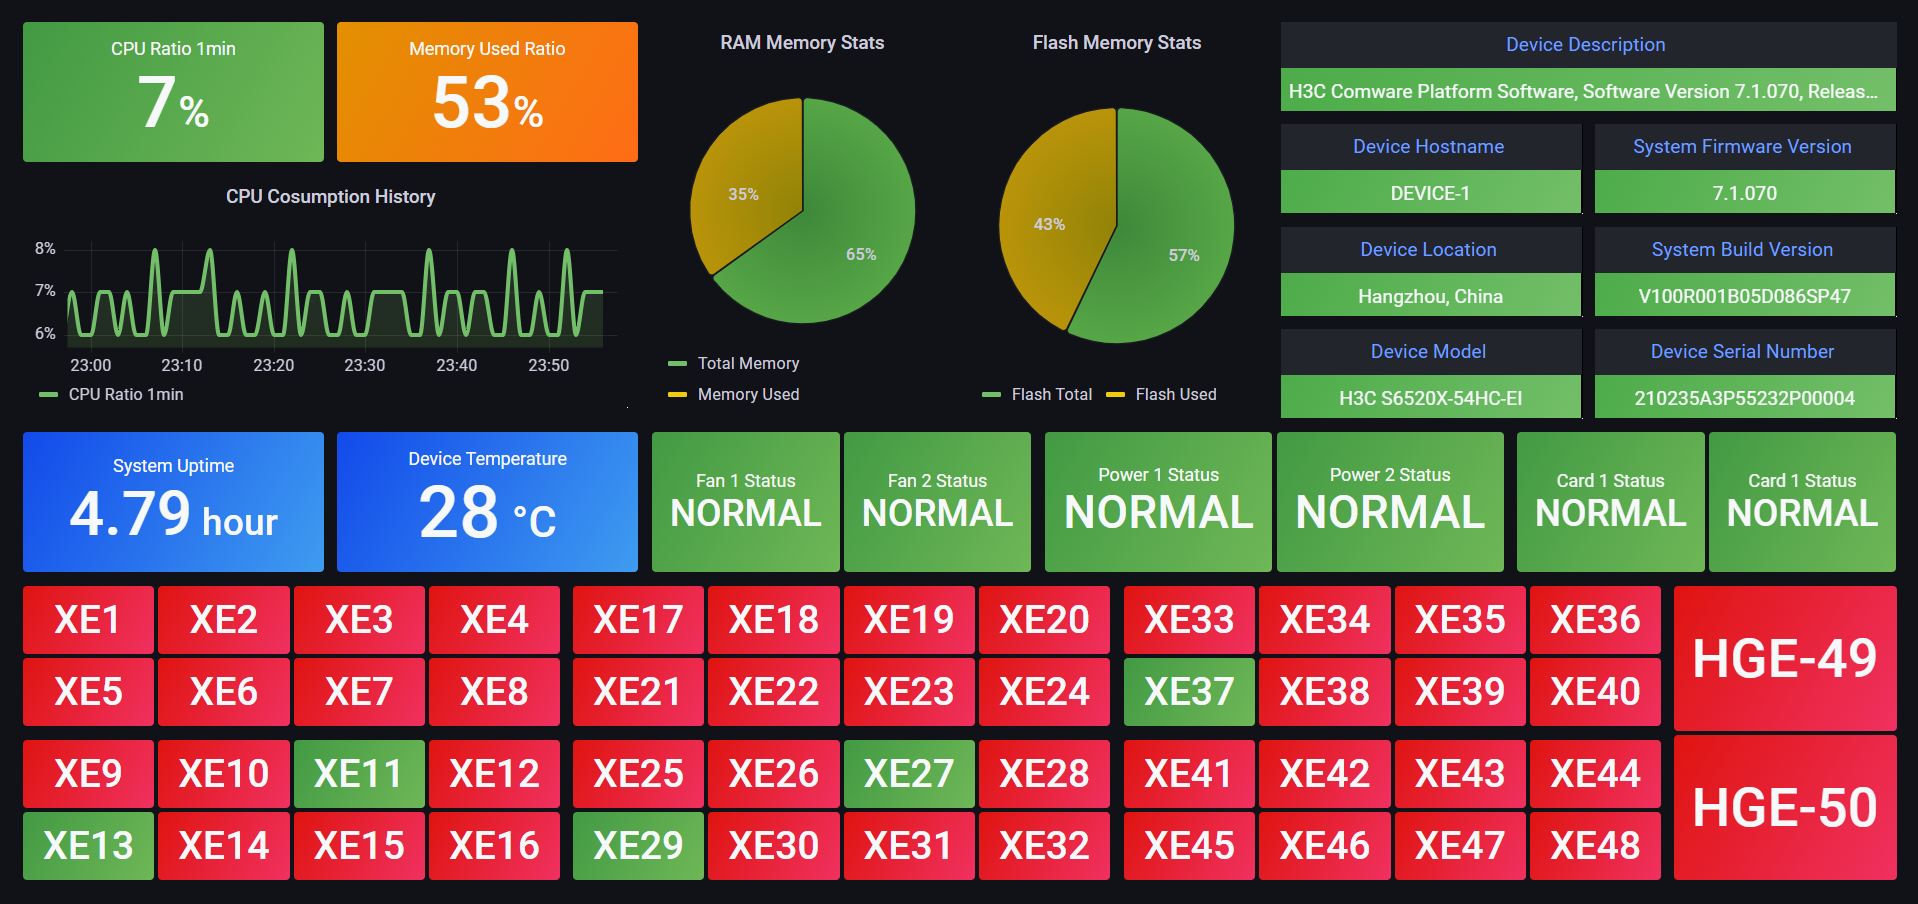 CPU Ratio 1min
7%
Memory Used Ratio
53%
CPU Cosumption History
8%
7%
6%
23:00 23:10 23:20 23:30 23:40 23:50
CPU Ratio 1min
RAM Memory Stats
35%
65%
Total Memory
Memory Used
Flash Memory Stats
43%
57%
Flash Total Flash Used
Device Description
H3C Comware Platform Software, Software Version 7.1.070, Releas...
Device Hostname
DEVICE-1
System Firmware Version
7.1.070
Device Location
Hangzhou, China
System Build Version
V100R001B05D086SP47
Device Model
H3C S6520X-54HC-EI
Device Serial Number
210235A3P55232P00004
System Uptime
4.79 hour
Device Temperature
28 °C
Fan 1 Status
NORMAL
Fan 2 Status
NORMAL
Power 1 Status
NORMAL
Power 2 Status
NORMAL
Card 1 Status
NORMAL
Card 1 Status
NORMAL
XE1 XE2 XE3 XE4 XE17 XE18 XE19 XE20 XE33 XE34 XE35 XE36
XE5 XE6 XE7 XE8 XE21 XE22 XE23 XE24 XE37 XE38 XE39 XE40
HGE-49
XE9 XE10 XE11 XE12 XE25 XE26 XE27 XE28 XE41 XE42 XE43 XE44
XE13 XE14 XE15 XE16 XE29 XE30 XE31 XE32 XE45 XE46 XE47 XE48
HGE-50